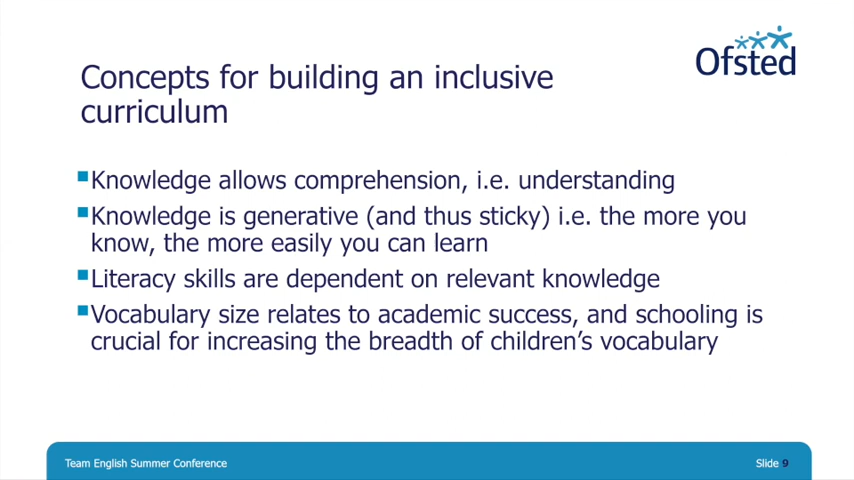 Ofsted
Concepts for building an inclusive
curriculum
Knowledge allows comprehension, i.e. understanding
Knowledge is generative (and thus sticky) i.e. the more you
know, the more easily you can learn
Literacy skills are dependent on relevant knowledge
Vocabulary size relates to academic success, and schooling is
crucial for increasing the breadth of children’s vocabulary
Team English Summer Conference
Slide 9